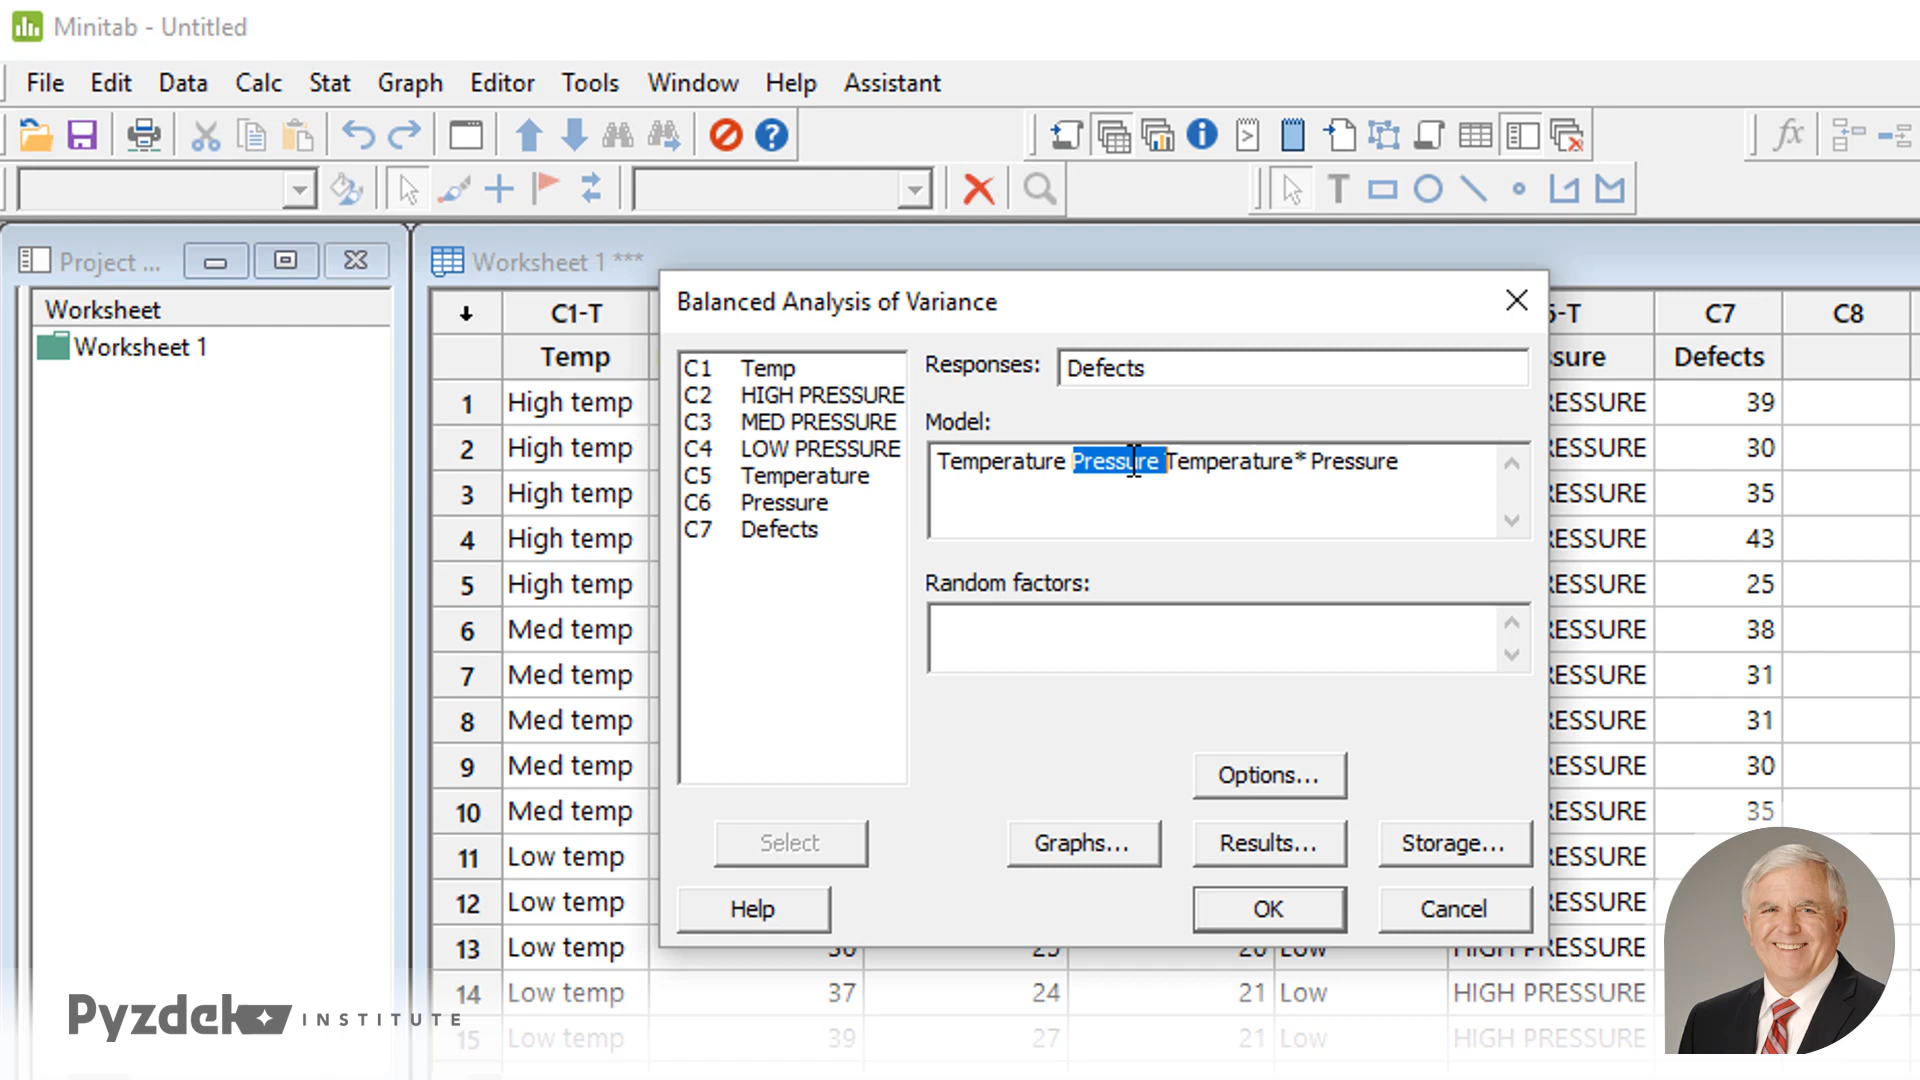 Minitab - Untitled
File Edit Data Calc Stat Graph Editor Tools Window Help Assistant
Project ...
Worksheet 1 ***
Worksheet
Worksheet 1
C1-T C7 C8
Temp Defects
1 High temp 39
2 High temp 30
3 High temp 35
4 High temp 43
5 High temp 25
6 Med temp 38
7 Med temp 31
8 Med temp 31
9 Med temp 30
10 Med temp 35
11 Low temp
12 Low temp
13 Low temp Low HIGH PRESSURE
14 Low temp 37 24 21 Low HIGH PRESSURE
15 Low temp 39 27 21 Low HIGH PRESSURE
Balanced Analysis of Variance
C1 Temp
C2 HIGH PRESSURE
C3 MED PRESSURE
C4 LOW PRESSURE
C5 Temperature
C6 Pressure
C7 Defects
Responses: Defects
Model:
Temperature Pressure Temperature* Pressure
Random factors:
Options...
Select Graphs... Results... Storage...
Help OK Cancel
Pyzdek INSTITUTE